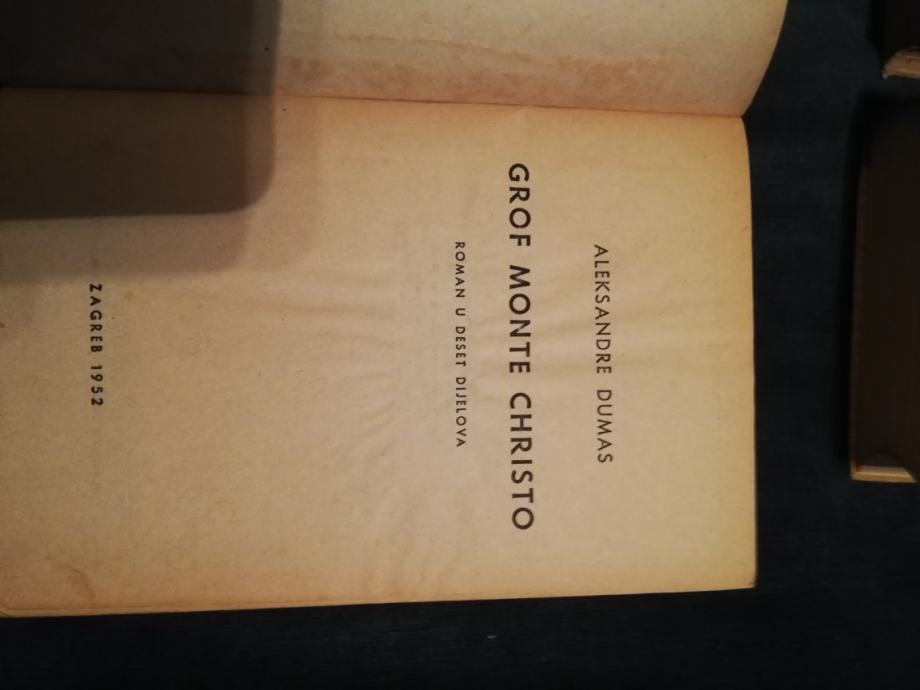 ALEKSANDRE DUMAS
GROF MONTE CHRISTO
ROMAN U DESET DIJELOVA
ZAGREB 1952